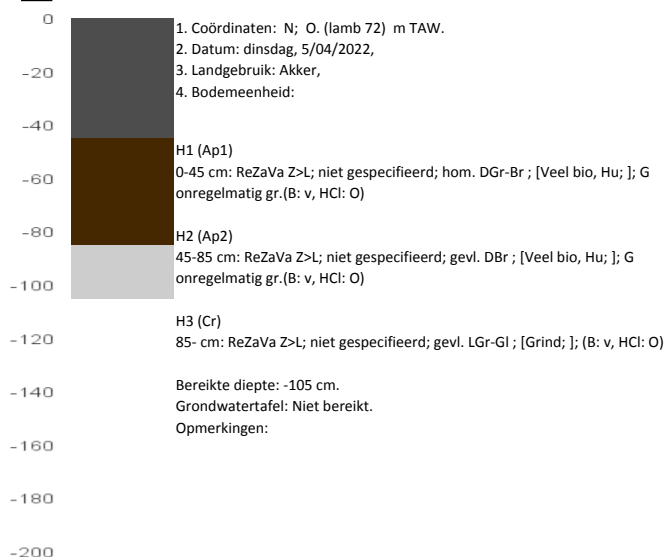 0
-20
-40
-60
-80
-100
-120
-140
-160
-180
-200
1. Coördinaten: N; O. (lamb 72) m TAW.
2. Datum: dinsdag, 5/04/2022,
3. Landgebruik: Akker,
4. Bodemeenheid:
H1 (Ap1)
0-45 cm: ReZaVa Z>L; niet gespecifieerd; hom. DGr-Br ; [Veel bio, Hu; ]; G
onregelmatig gr.(B: v, HCl: O)
H2 (Ap2)
45-85 cm: ReZaVa Z>L; niet gespecifieerd; gevl. DBr ; [Veel bio, Hu; ]; G
onregelmatig gr.(B: v, HCl: O)
H3 (Cr)
85- cm: ReZaVa Z>L; niet gespecifieerd; gevl. LGr-Gl ; [Grind; ]; (B: v, HCl: O)
Bereikte diepte: -105 cm.
Grondwatertafel: Niet bereikt.
Opmerkingen: